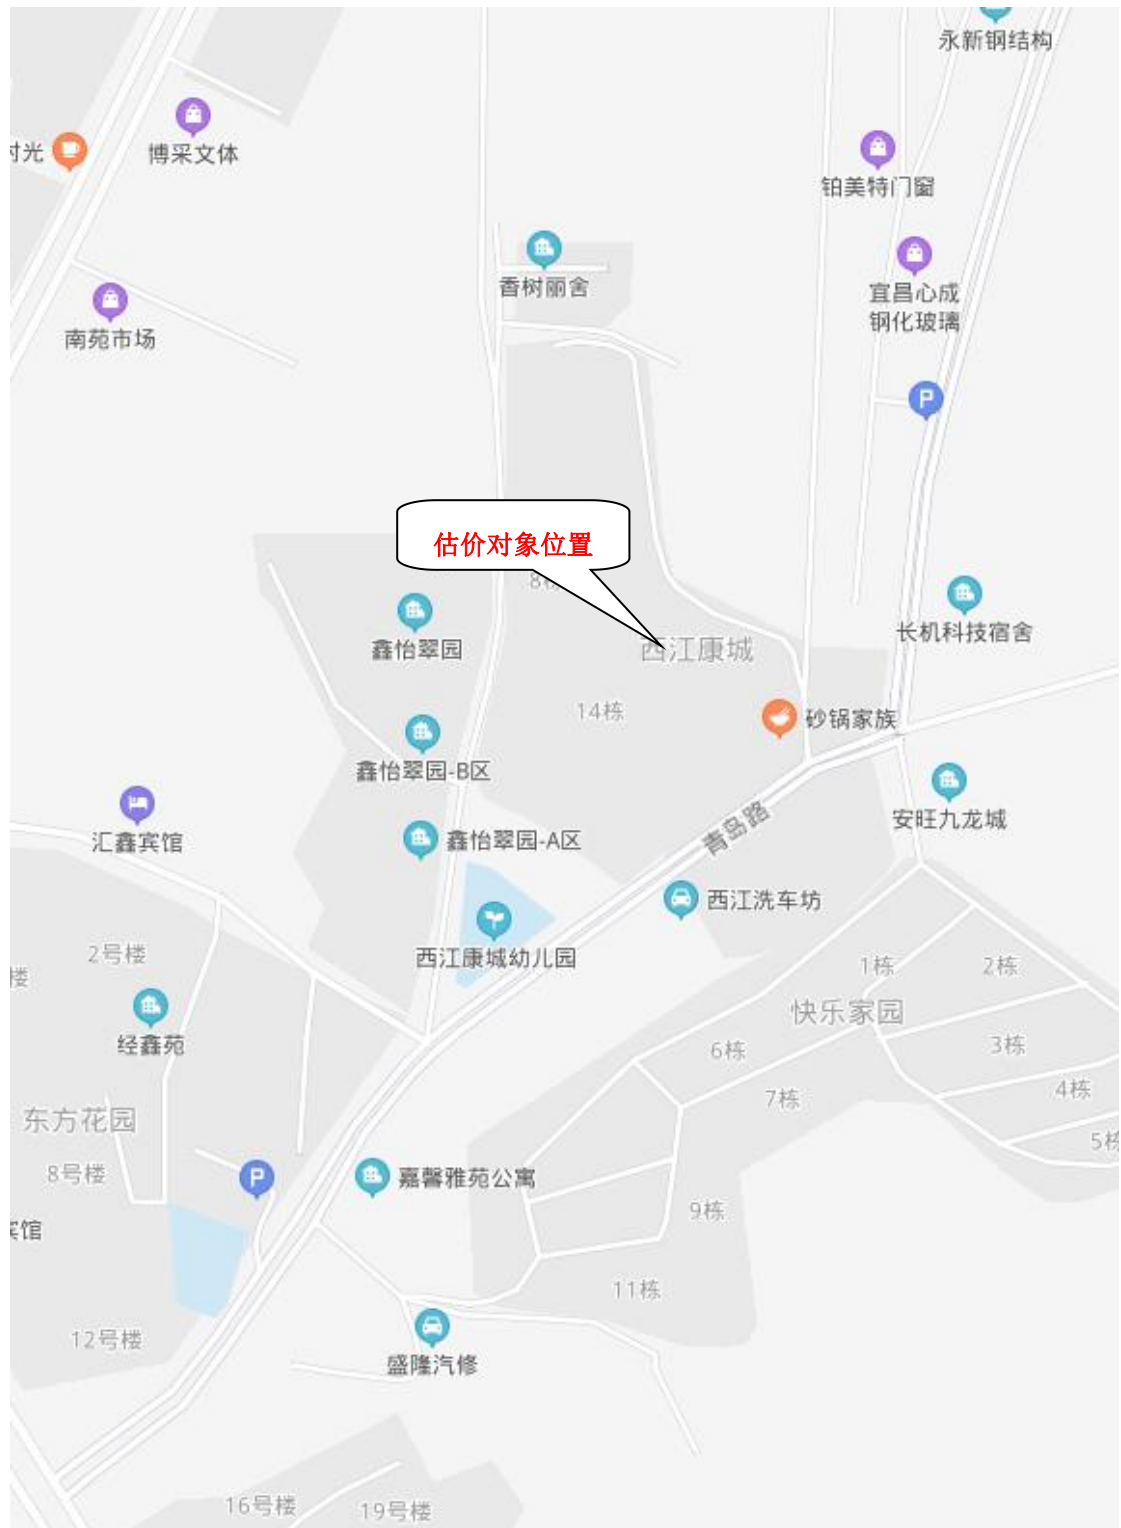 永新钢结构
时光
博采文体
铂美特门窗
香树丽舍
宜昌心成
钢化玻璃
南苑市场
P
估价对象位置
长机科技宿舍
鑫怡翠园
西江康城
14栋
砂锅家族
鑫怡翠园-B区
汇鑫宾馆
安旺九龙城
青岛路
鑫怡翠园-A区
西江洗车坊
2号楼
楼
西江康城幼儿园
1栋
2栋
快乐家园
经鑫苑
6栋
3栋
7栋
4栋
东方花园
5栋
8号楼
P
嘉馨雅苑公寓
9栋
宾馆
11栋
12号楼
盛隆汽修
16号楼
19号楼